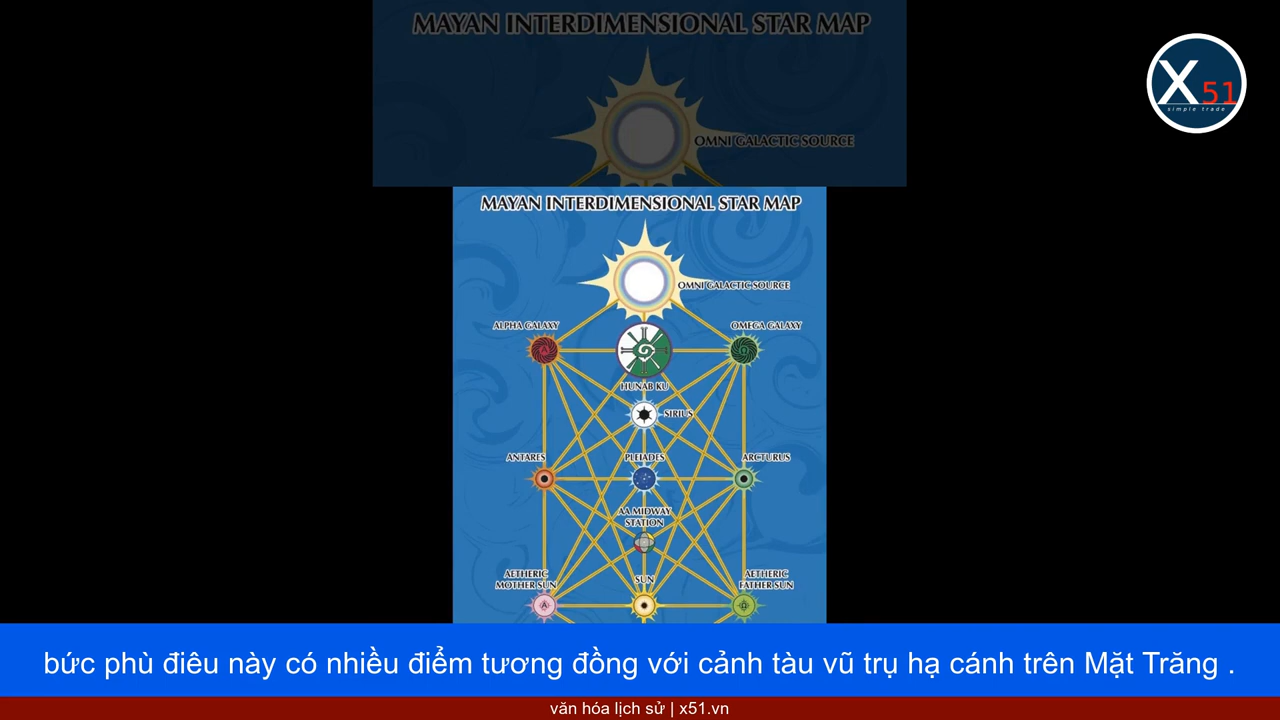 MAYAN INTERDIMENSIONAL STAR MAP
OMNI GALACTIC SOURCE
X51
simple trade
MAYAN INTERDIMENSIONAL STAR MAP
OMNI GALACTIC SOURCE
ALPHA GALAXY
OMEGA GALAXY
HUNAB KU
SIRIUS
ANTARES
PLEIADES
ARCTURUS
AA MIDWAY
STATION
AETHERIC
MOTHER SUN
SUN
AETHERIC
FATHER SUN
bức phù điêu này có nhiều điểm tương đồng với cảnh tàu vũ trụ hạ cánh trên Mặt Trăng .
văn hóa lịch sử | x51.vn